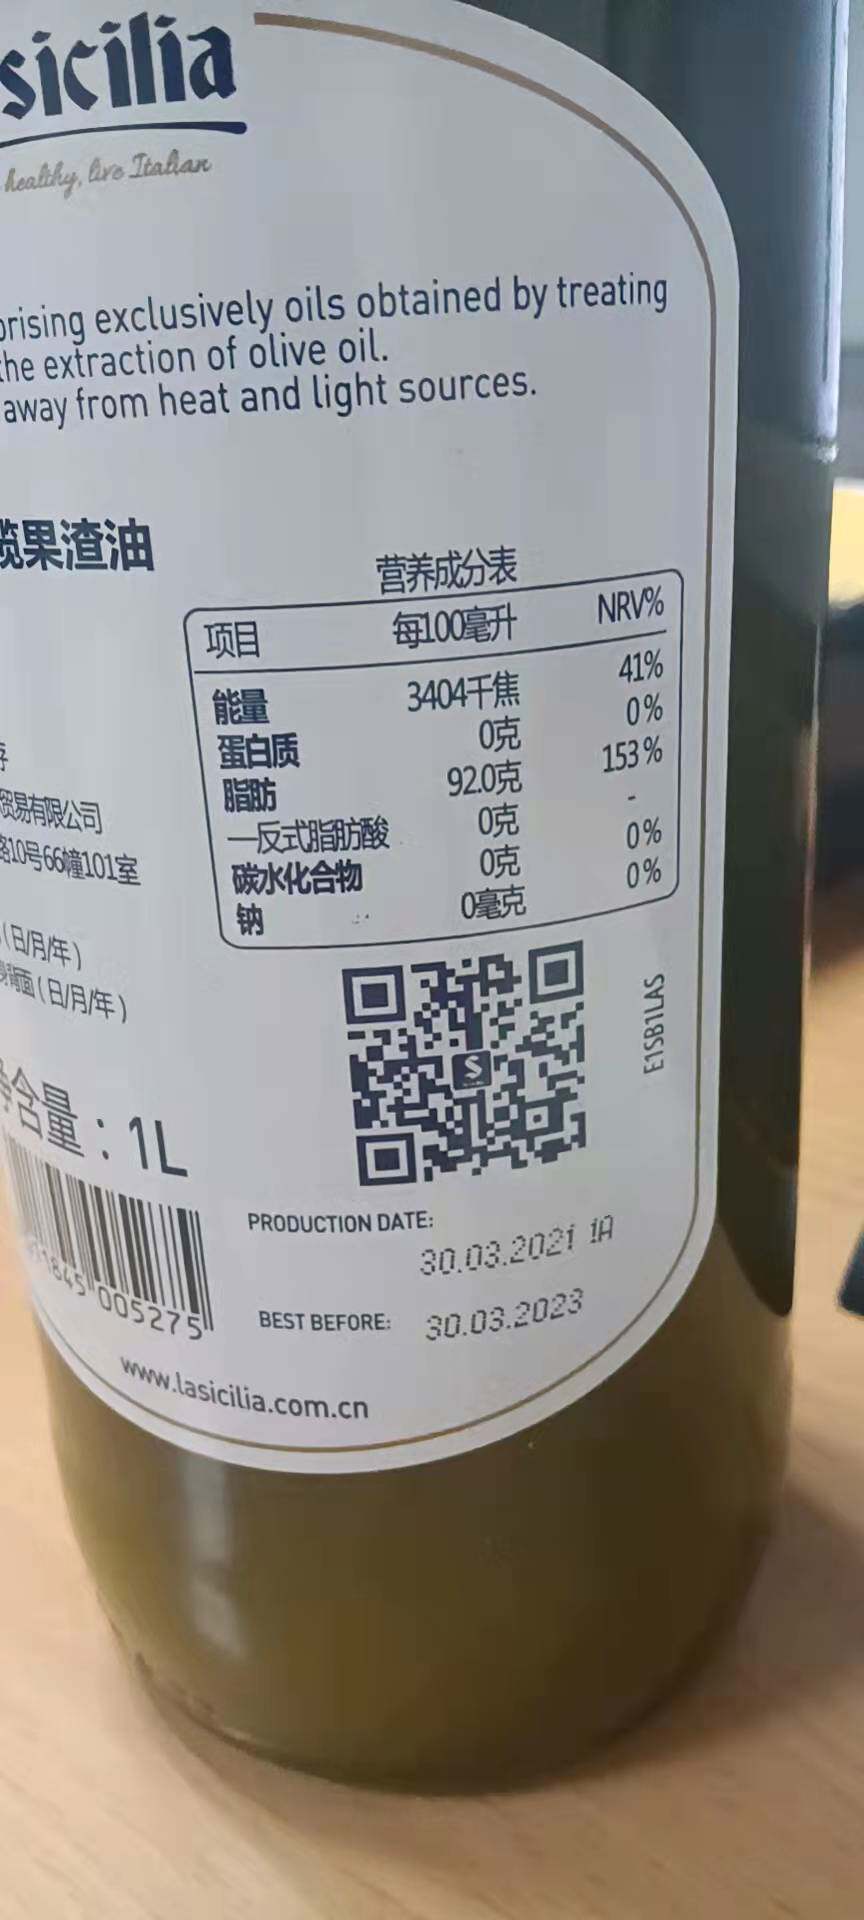 sicilia
healthy, live Italian
prising exclusively oils obtained by treating
the extraction of olive oil.
away from heat and light sources.
榄果渣油
营养成分表
项目 每100毫升 NRV%
能量 3404千焦 41%
蛋白质 0克 0%
脂肪 92.0克 153%
—反式脂肪酸 0克 -
碳水化合物 0克 0%
钠 0毫克 0%
贸易有限公司
路10号66幢101室
(日/月/年)
背面(日/月/年)
含量:1L
E1SB1LAS
S
PRODUCTION DATE:
30.03.2021 1A
BEST BEFORE: 30.03.2023
1845 005275
www.lasicilia.com.cn